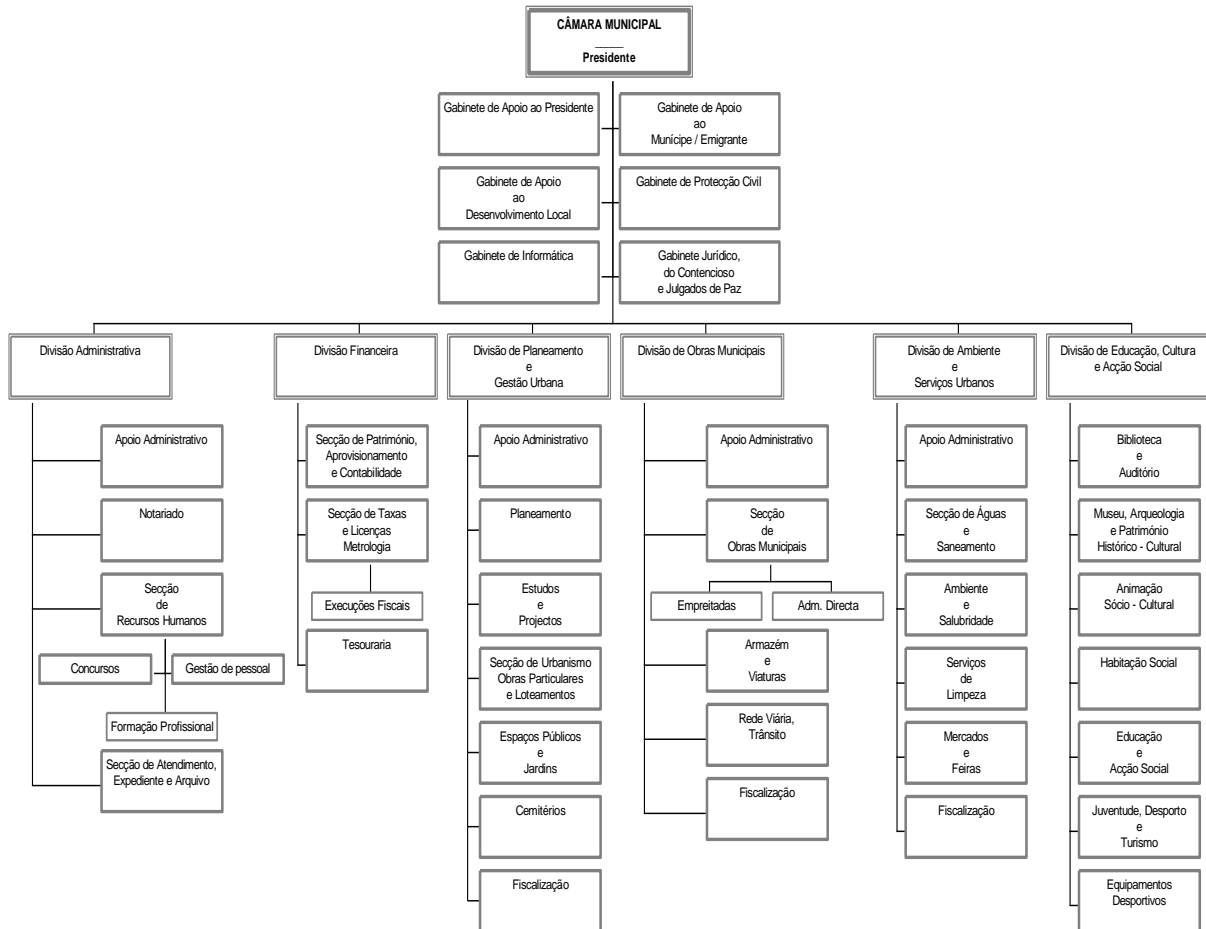 CÂMARA MUNICIPAL
_____
Presidente
Gabinete de Apoio ao Presidente
Gabinete de Apoio
ao
Munícipe / Emigrante
Gabinete de Apoio
ao
Desenvolvimento Local
Gabinete de Protecção Civil
Gabinete de Informática
Gabinete Jurídico,
do Contencioso
e Julgados de Paz
Divisão Administrativa
Apoio Administrativo
Notariado
Secção
de
Recursos Humanos
Concursos
Gestão de pessoal
Formação Profissional
Secção de Atendimento,
Expediente e Arquivo
Divisão Financeira
Secção de Património,
Aprovisionamento
e Contabilidade
Secção de Taxas
e Licenças
Metrologia
Execuções Fiscais
Tesouraria
Divisão de Planeamento
e
Gestão Urbana
Apoio Administrativo
Planeamento
Estudos
e
Projectos
Secção de Urbanismo
Obras Particulares
e Loteamentos
Espaços Públicos
e
Jardins
Cemitérios
Fiscalização
Divisão de Obras Municipais
Apoio Administrativo
Secção
de
Obras Municipais
Empreitadas
Adm. Directa
Armazém
e
Viaturas
Rede Viária,
Trânsito
Fiscalização
Divisão de Ambiente
e
Serviços Urbanos
Apoio Administrativo
Secção de Águas
e
Saneamento
Ambiente
e
Salubridade
Serviços
de
Limpeza
Mercados
e
Feiras
Fiscalização
Divisão de Educação, Cultura
e Acção Social
Biblioteca
e
Auditório
Museu, Arqueologia
e Património
Histórico - Cultural
Animação
Sócio - Cultural
Habitação Social
Educação
e
Acção Social
Juventude, Desporto
e
Turismo
Equipamentos
Desportivos